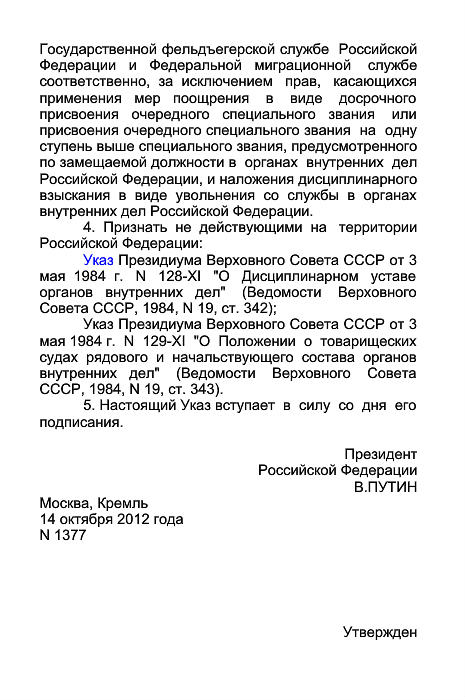 Государственной фельдъегерской службе Российской
Федерации и Федеральной миграционной службе
соответственно, за исключением прав, касающихся
применения мер поощрения в виде досрочного
присвоения очередного специального звания или
присвоения очередного специального звания на одну
ступень выше специального звания, предусмотренного
по замещаемой должности в органах внутренних дел
Российской Федерации, и наложения дисциплинарного
взыскания в виде увольнения со службы в органах
внутренних дел Российской Федерации.
4. Признать не действующими на территории
Российской Федерации:
Указ Президиума Верховного Совета СССР от 3
мая 1984 г. N 128-XI "О Дисциплинарном уставе
органов внутренних дел" (Ведомости Верховного
Совета СССР, 1984, N 19, ст. 342);
Указ Президиума Верховного Совета СССР от 3
мая 1984 г. N 129-XI "О Положении о товарищеских
судах рядового и начальствующего состава органов
внутренних дел" (Ведомости Верховного Совета
СССР, 1984, N 19, ст. 343).
5. Настоящий Указ вступает в силу со дня его
подписания.
Президент
Российской Федерации
В.ПУТИН
Москва, Кремль
14 октября 2012 года
N 1377
Утвержден